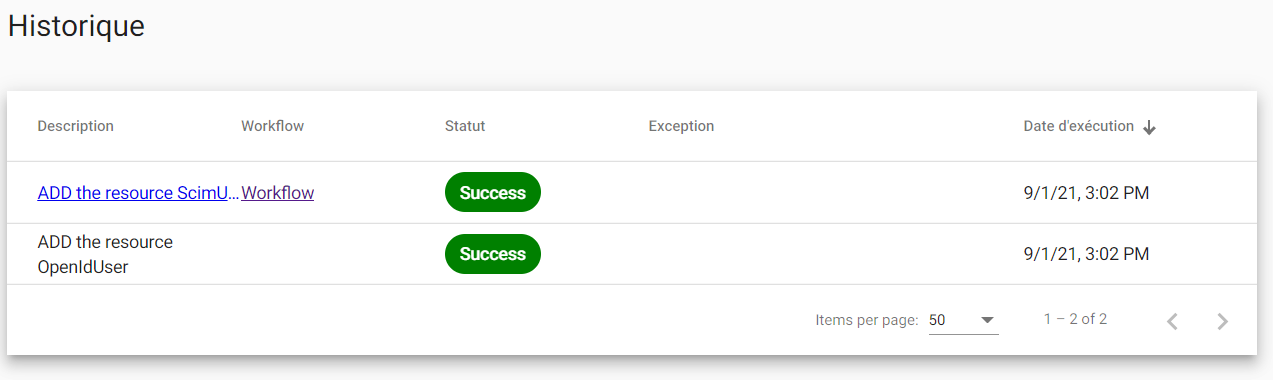 Historique
Description Workflow Statut Exception Date d'exécution
ADD the resource ScimU... Workflow Success 9/1/21, 3:02 PM
ADD the resource
OpenIdUser Success 9/1/21, 3:02 PM
Items per page: 50 1 – 2 of 2